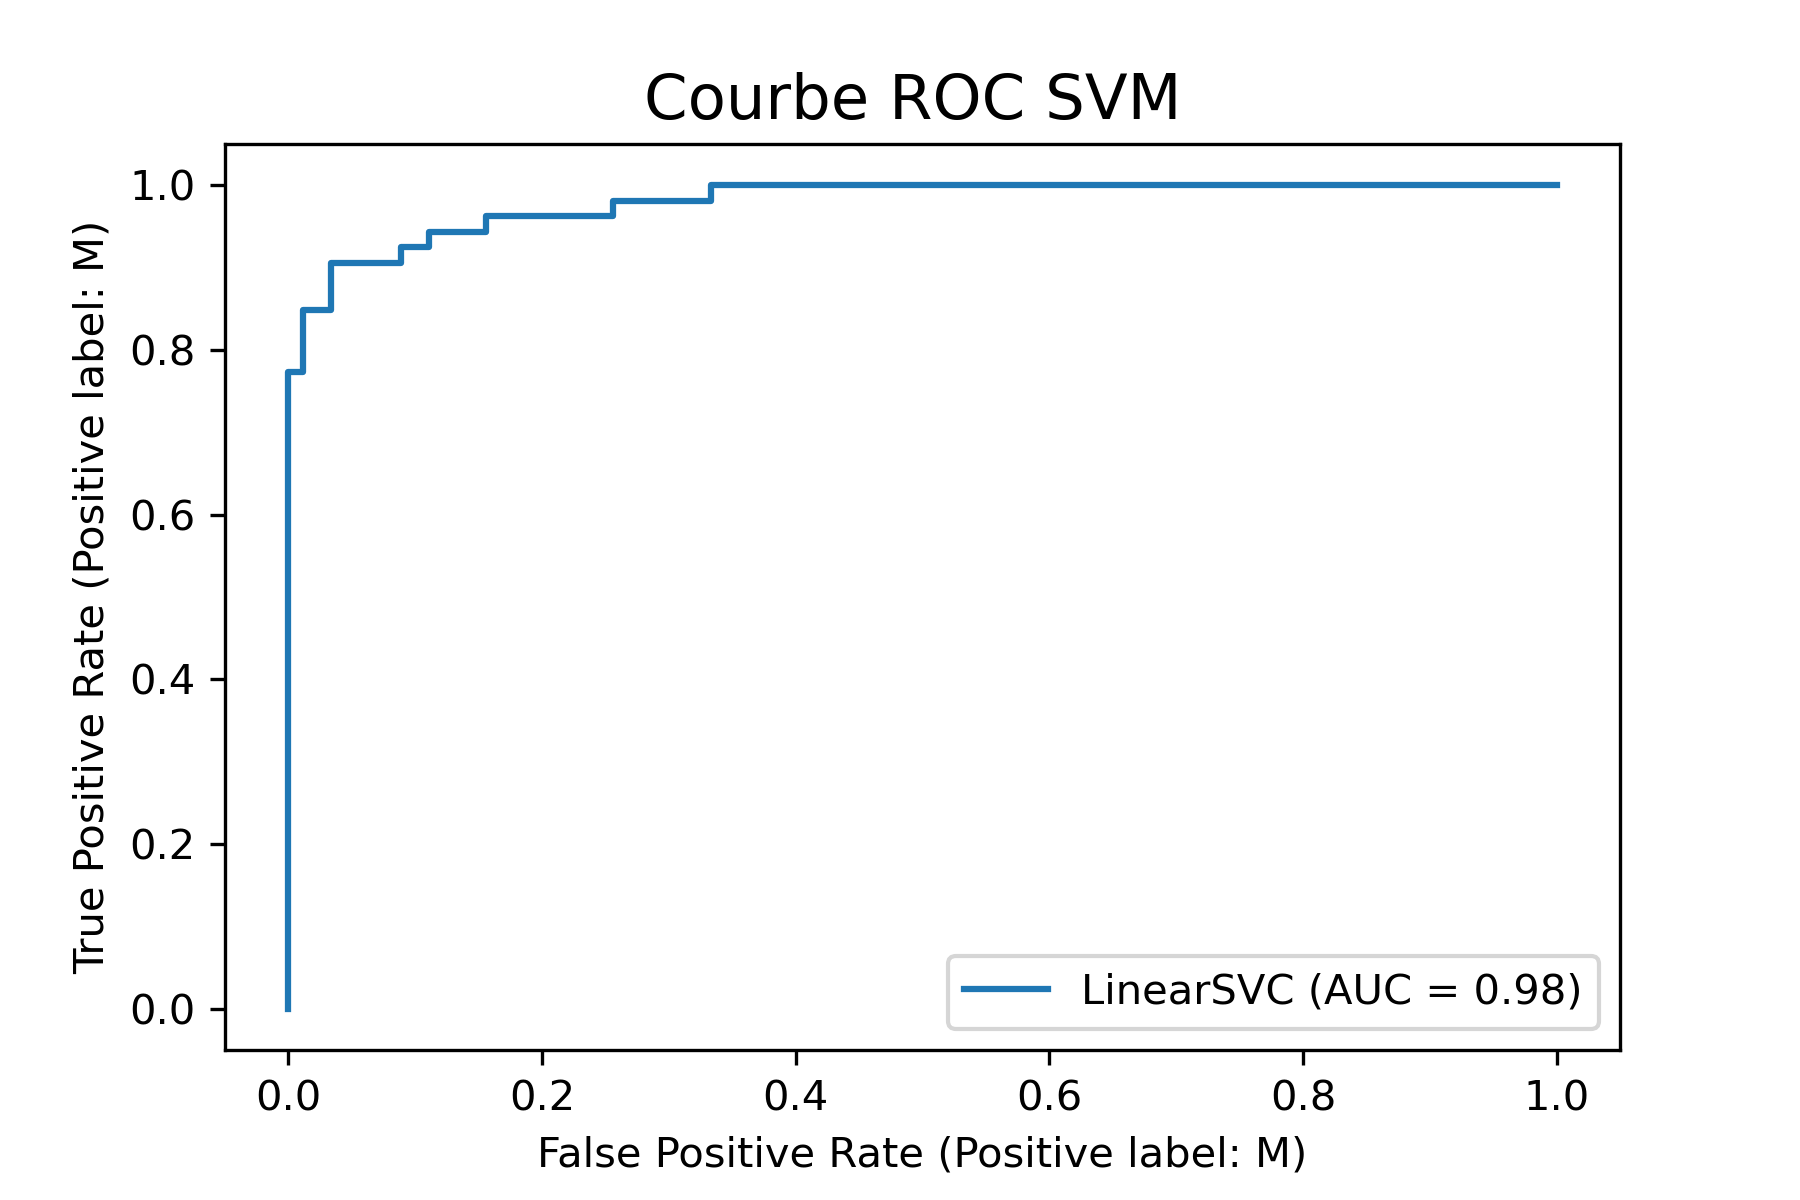 Courbe ROC SVM
True Positive Rate (Positive label: M)
1.0
0.8
0.6
0.4
0.2
0.0
LinearSVC (AUC = 0.98)
0.0 0.2 0.4 0.6 0.8 1.0
False Positive Rate (Positive label: M)